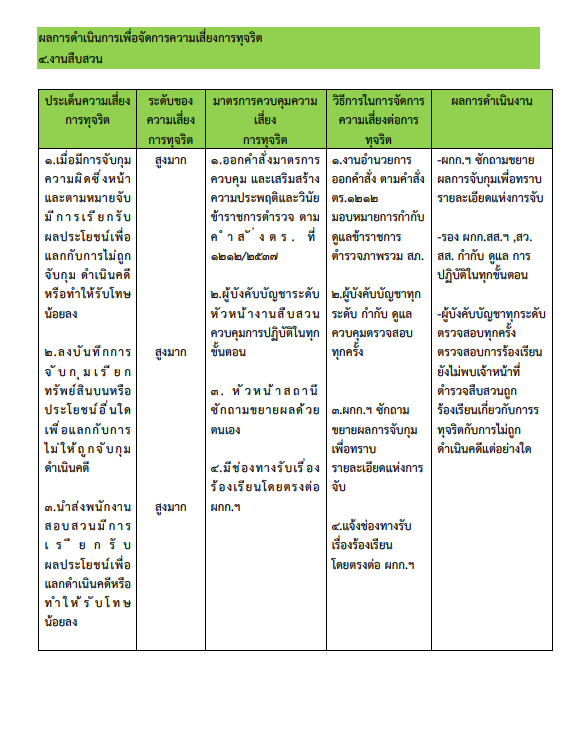 ผลการดำเนินการเพื่อจัดการความเสี่ยงการทุจริต
๔.งานสืบสวน
ประเด็นความเสี่ยง
การทุจริต
ระดับของ
ความเสี่ยง
การทุจริต
มาตรการควบคุมความ
เสี่ยง
การทุจริต
วิธีการในการจัดการ
ความเสี่ยงต่อการ
ทุจริต
ผลการดำเนินงาน
๑.เมื่อมีการจับกุม
ความผิดซึ่งหน้า
และตามหมายจับ
มีการเรียกรับ
ผลประโยชน์เพื่อ
แลกกับการไม่ถูก
จับกุม ดำเนินคดี
หรือทำให้รับโทษ
น้อยลง
๒.ลงบันทึกการ
จับกุมเรียก
ทรัพย์สินบนหรือ
ประโยชน์อื่นใด
เพื่อแลกกับการ
ไม่ให้ถูกจับกุม
ดำเนินคดี
๓.นำส่งพนักงาน
สอบสวนมีการ
เรียกรับ
ผลประโยชน์เพื่อ
แลกดำเนินคดีหรือ
ทำให้รับโทษ
น้อยลง
สูงมาก
สูงมาก
สูงมาก
๑.ออกคำสั่งมาตรการ
ควบคุม และเสริมสร้าง
ความประพฤติและวินัย
ข้าราชการตำรวจ ตาม
คำสั่งตร. ที่
๑๒๑๒/๒๕๓๗
๒.ผู้บังคับบัญชาระดับ
หัวหน้างานสืบสวน
ควบคุมการปฏิบัติในทุก
ขั้นตอน
๓. หัวหน้าสถานี
ซักถามขยายผลด้วย
ตนเอง
๔.มีช่องทางรับเรื่อง
ร้องเรียนโดยตรงต่อ
ผกก.ฯ
๑.งานอำนวยการ
ออกคำสั่ง ตามคำสั่ง
ตร.๑๒๑๒
มอบหมายการกำกับ
ดูแลข้าราชการ
ตำรวจภาพรวม สภ.
๒.ผู้บังคับบัญชาทุก
ระดับ กำกับ ดูแล
ควบคุมตรวจสอบ
ทุกครั้ง
๓.ผกก.ฯ ซักถาม
ขยายผลการจับกุม
เพื่อทราบ
รายละเอียดแห่งการ
จับ
๔.แจ้งช่องทางรับ
เรื่องร้องเรียน
โดยตรงต่อ ผกก.ฯ
-ผกก.ฯ ซักถามขยาย
ผลการจับกุมเพื่อทราบ
รายละเอียดแห่งการจับ
-รอง ผกก.สส.ฯ ,สว.
สส. กำกับ ดูแล การ
ปฏิบัติในทุกขั้นตอน
-ผู้บังคับบัญชาทุกระดับ
ตรวจสอบทุกครั้ง
ตรวจสอบการร้องเรียน
ยังไม่พบเจ้าหน้าที่
ตำรวจสืบสวนถูก
ร้องเรียนเกี่ยวกับการร
ทุจริตกับการไม่ถูก
ดำเนินคดีแต่อย่างใด